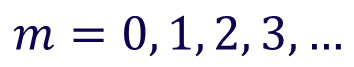 m = 0, 1, 2, 3, ...